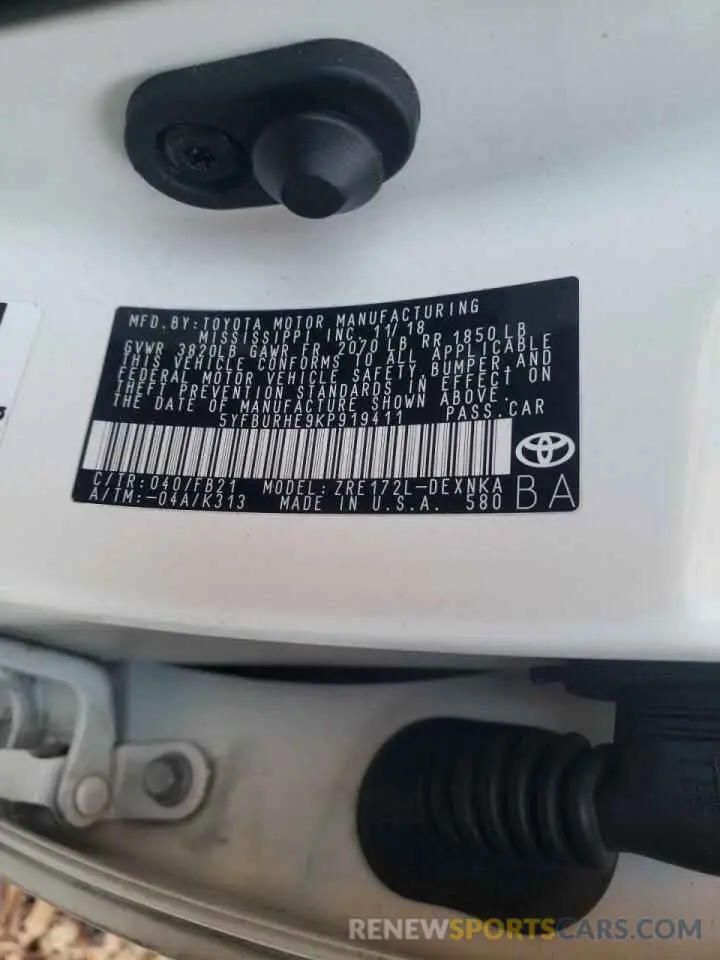 MFD. BY: TOYOTA MOTOR MANUFACTURING
MISSISSIPPI INC. 11/18
GVWR 3820LB GAWR FR 2070LB RR 1850LB
THIS VEHICLE CONFORMS TO ALL APPLICABLE
FEDERAL MOTOR VEHICLE SAFETY, BUMPER, AND
THEFT PREVENTION STANDARDS IN EFFECT ON
THE DATE OF MANUFACTURE SHOWN ABOVE.
5YFBURHE9KP919411 PASS. CAR
C/TR: 040/FB21 MODEL: ZRE172L-DEXNKA
A/TM: -04A/K313 MADE IN U.S.A. 580 BA
RENEWSPORTSCARS.COM